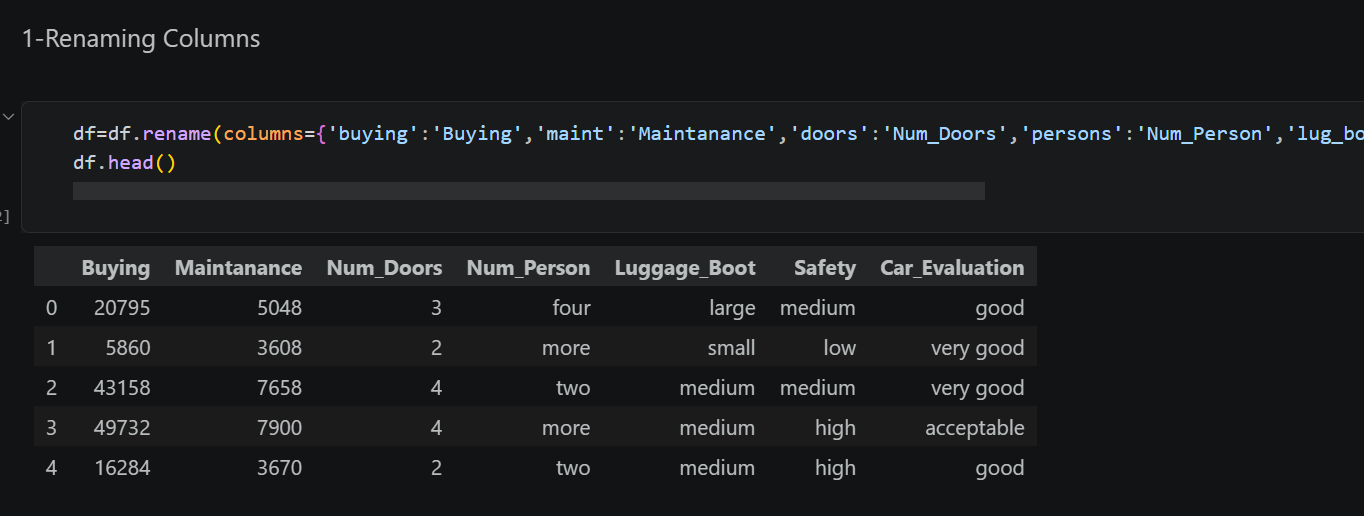 1-Renaming Columns
df=df.rename(columns={'buying':'Buying','maint':'Maintanance','doors':'Num_Doors','persons':'Num_Person','lug_bo
df.head()
]
Buying Maintanance Num_Doors Num_Person Luggage_Boot Safety Car_Evaluation
0 20795 5048 3 four large medium good
1 5860 3608 2 more small low very good
2 43158 7658 4 two medium medium very good
3 49732 7900 4 more medium high acceptable
4 16284 3670 2 two medium high good